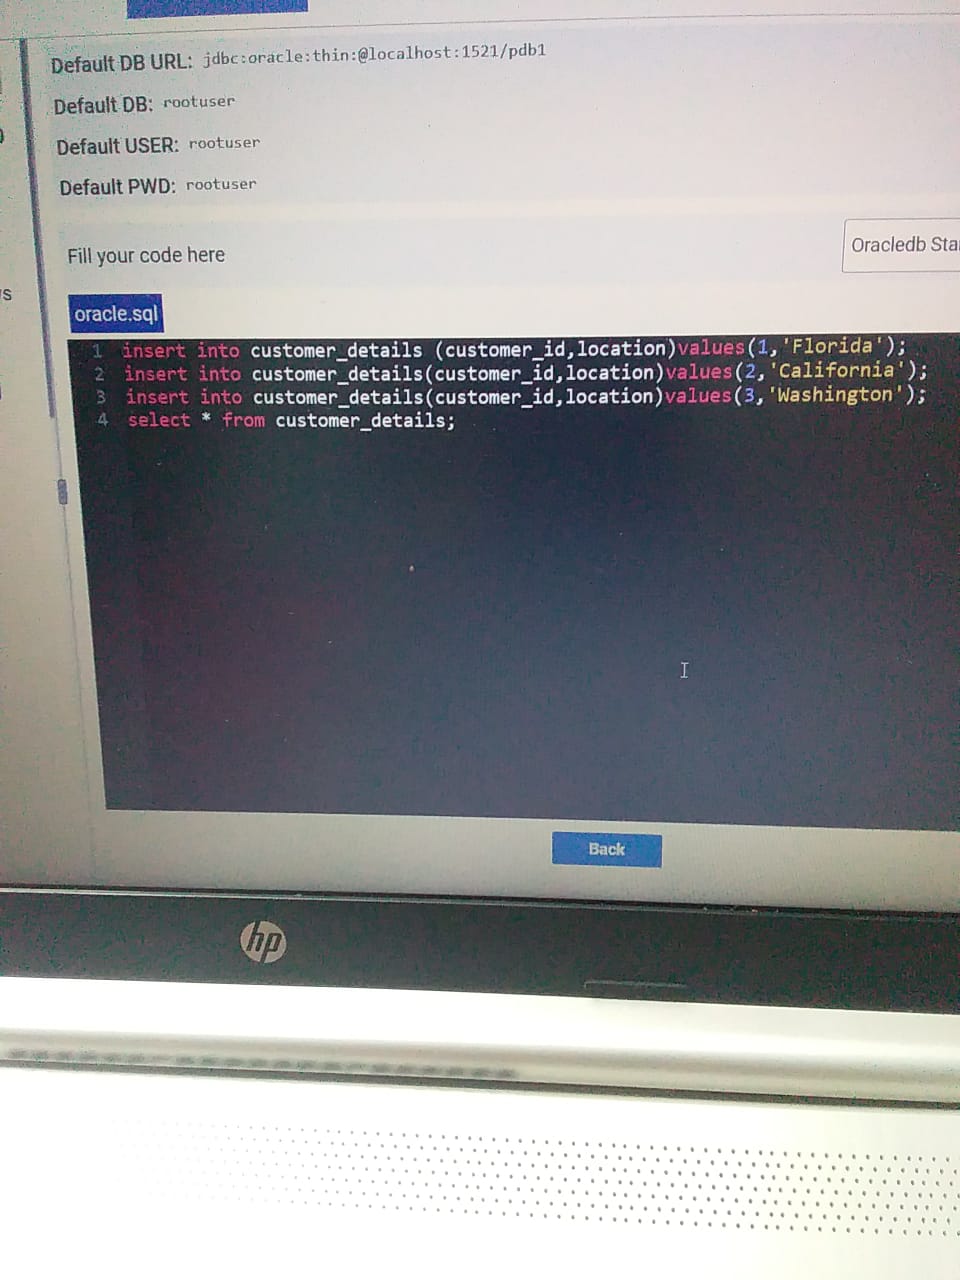 Default DB URL: jdbc:oracle:thin:@localhost:1521/pdb1
Default DB: rootuser
Default USER: rootuser
Default PWD: rootuser
Fill your code here
Oracledb
oracle.sql
1 insert into customer_details (customer_id,location)values(1,'Florida');
2 insert into customer_details(customer_id,location)values(2,'California');
3 insert into customer_details(customer_id,location)values(3,'Washington');
4 select * from customer_details;
Back
hp